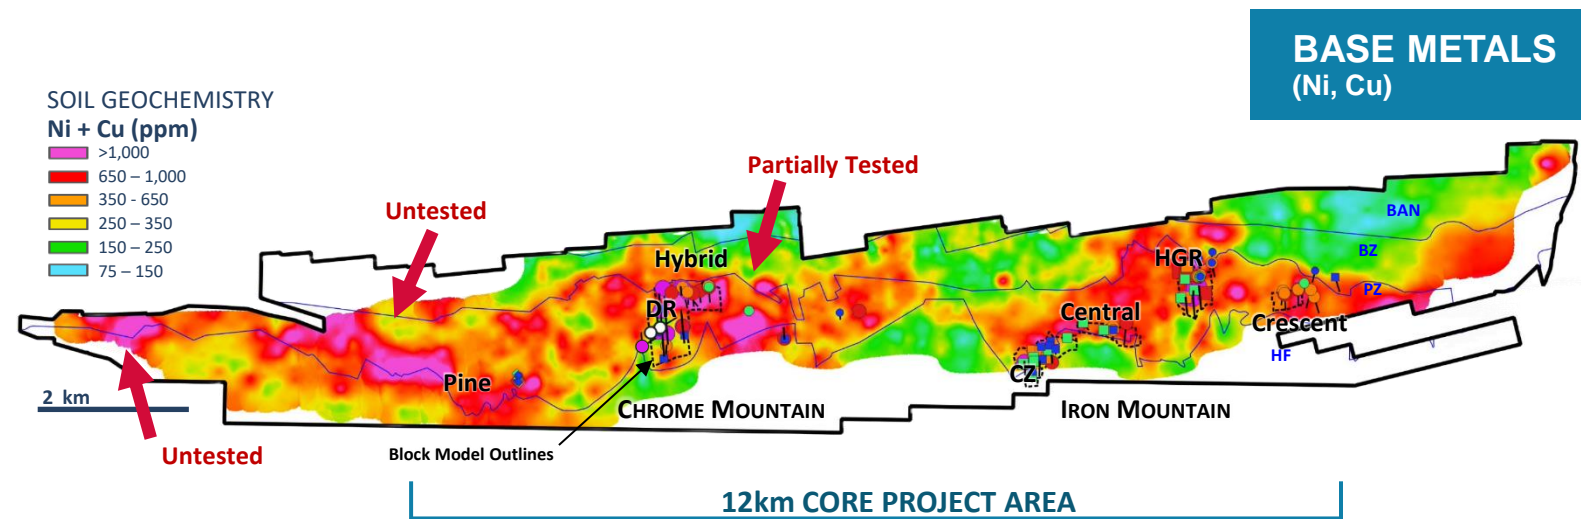 BASE METALS
(Ni, Cu)
SOIL GEOCHEMISTRY
Ni + Cu (ppm)
>1,000
650 – 1,000
350 - 650
250 – 350
150 – 250
75 – 150
Partially Tested
Untested
BAN
BZ
Hybrid
HGR
PZ
DR
Central
Crescent
HF
CZ
Pine
2 km
CHROME MOUNTAIN
IRON MOUNTAIN
Untested
Block Model Outlines
12km CORE PROJECT AREA